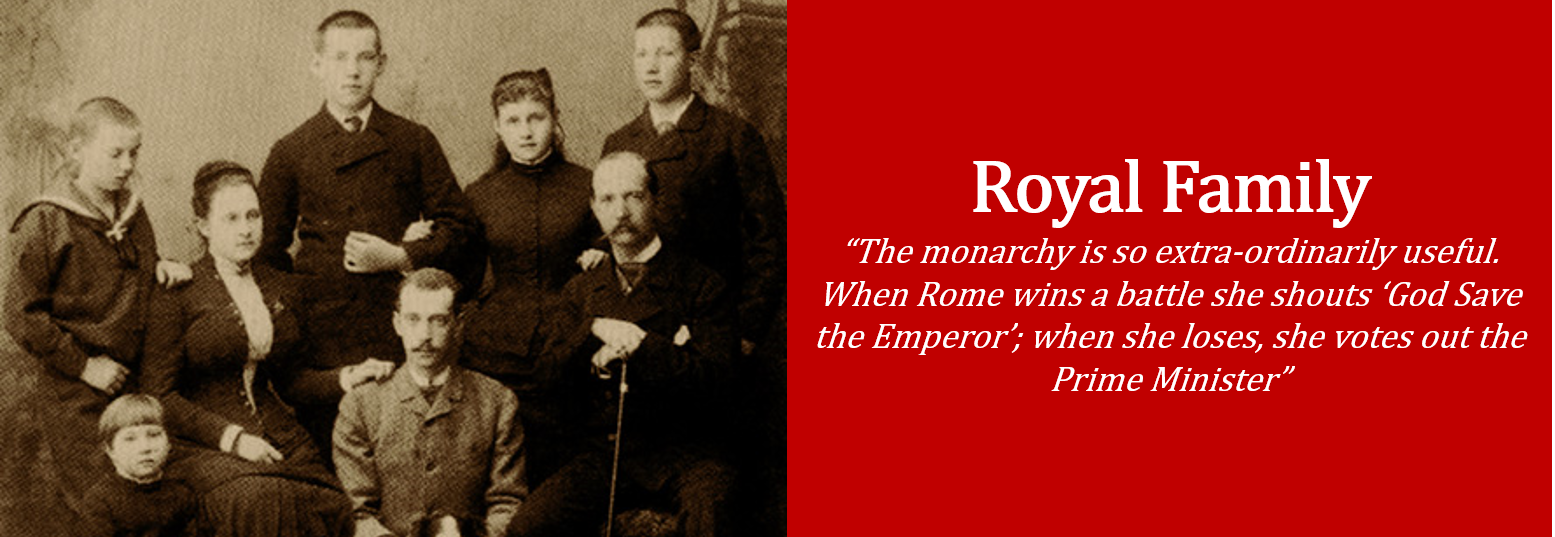 Royal Family
“The monarchy is so extra-ordinarily useful.
When Rome wins a battle she shouts ‘God Save
the Emperor’; when she loses, she votes out the
Prime Minister”